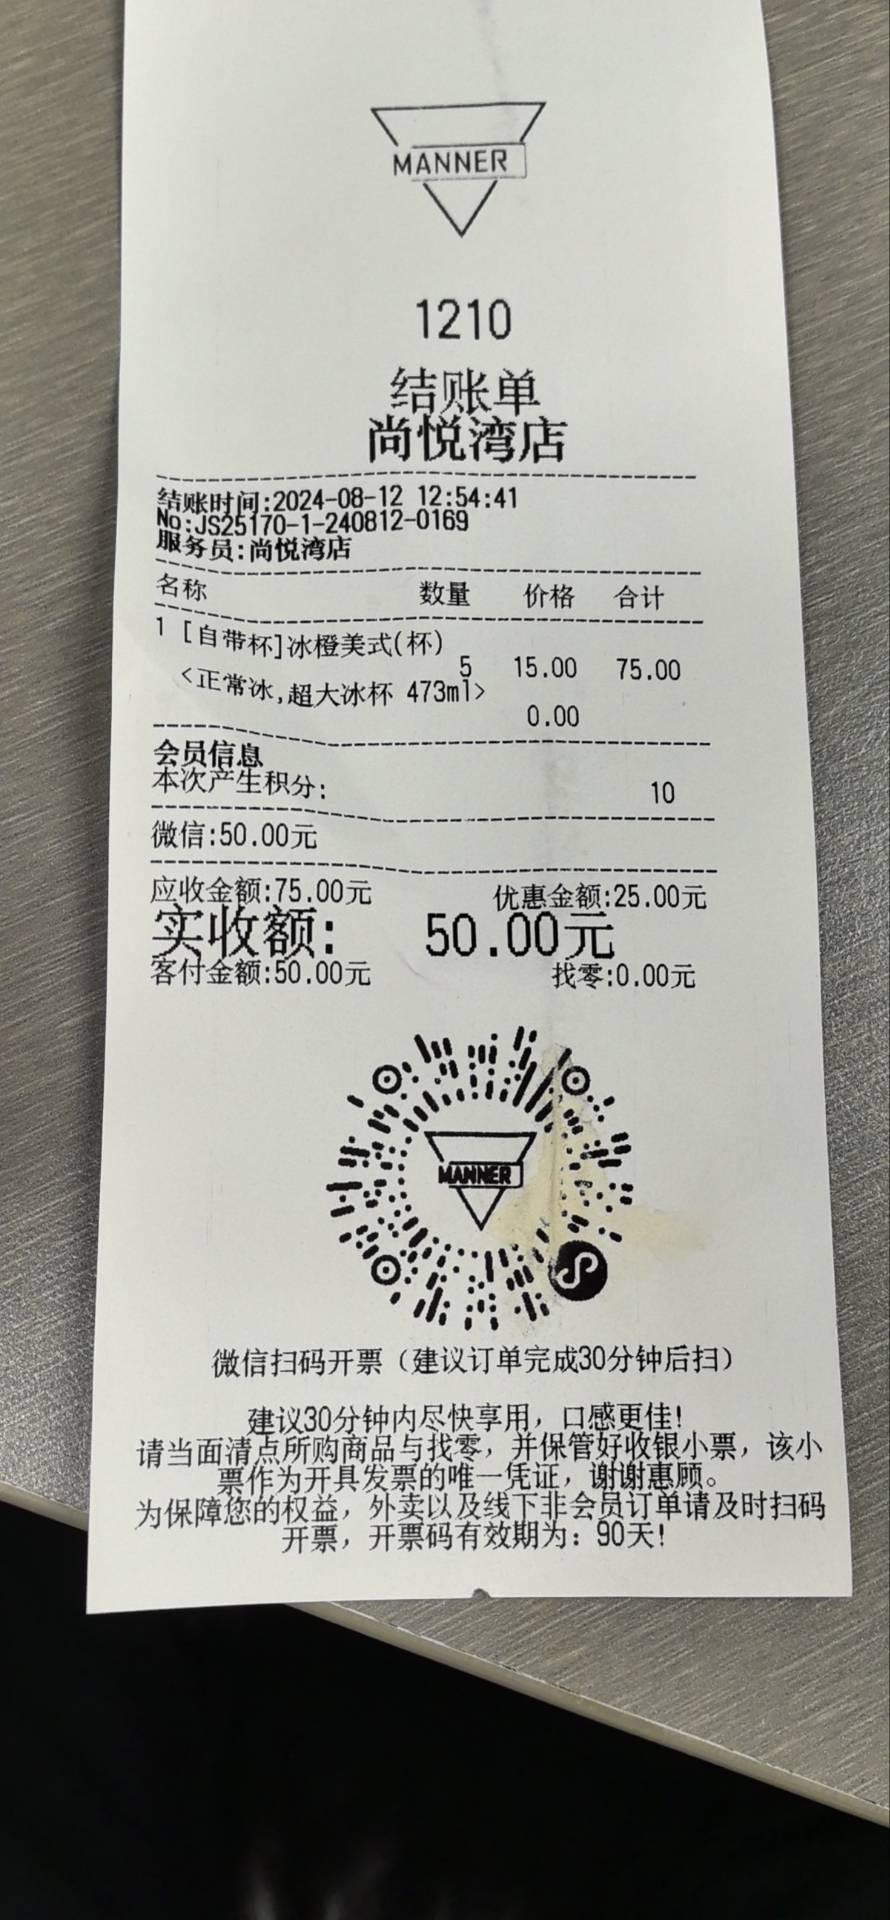 MANNER
1210
结账单
尚悦湾店
结账时间:2024-08-12 12:54:41
No:JS25170-1-240812-0169
服务员:尚悦湾店
名称 数量 价格 合计
1 [自带杯]冰橙美式(杯)
5 15.00 75.00
<正常冰,超大冰杯 473ml>
0.00
会员信息
本次产生积分: 10
微信:50.00元
应收金额:75.00元 优惠金额:25.00元
实收额: 50.00元
客付金额:50.00元 找零:0.00元
MANNER
微信扫码开票（建议订单完成30分钟后扫）
建议30分钟内尽快享用，口感更佳!
请当面清点所购商品与找零，并保管好收银小票，该小
票作为开具发票的唯一凭证，谢谢惠顾。
为保障您的权益，外卖以及线下非会员订单请及时扫码
开票，开票码有效期为：90天!